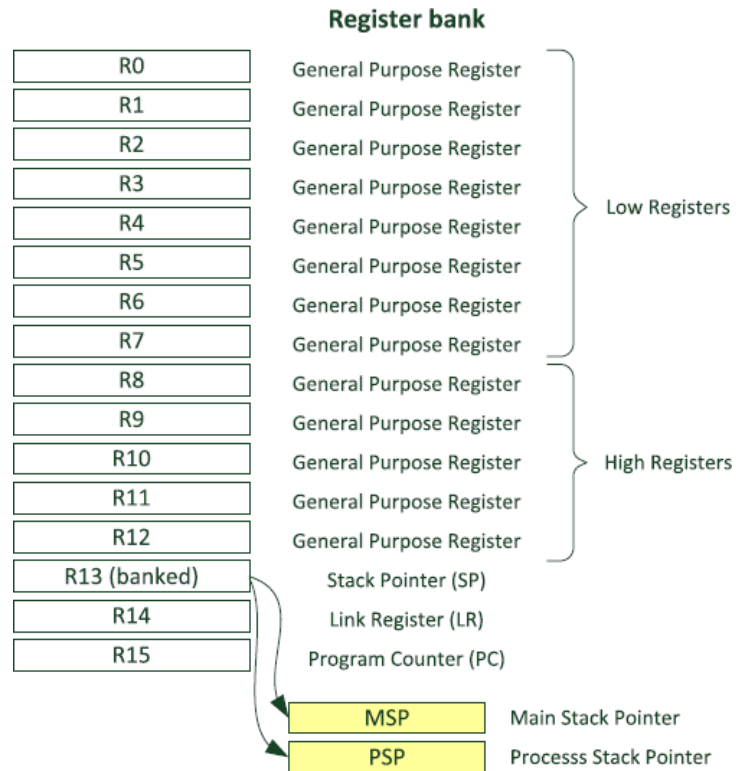 Register bank
R0 General Purpose Register
R1 General Purpose Register
R2 General Purpose Register
R3 General Purpose Register
R4 General Purpose Register Low Registers
R5 General Purpose Register
R6 General Purpose Register
R7 General Purpose Register
R8 General Purpose Register
R9 General Purpose Register
R10 General Purpose Register High Registers
R11 General Purpose Register
R12 General Purpose Register
R13 (banked) Stack Pointer (SP)
R14 Link Register (LR)
R15 Program Counter (PC)
MSP Main Stack Pointer
PSP Processs Stack Pointer